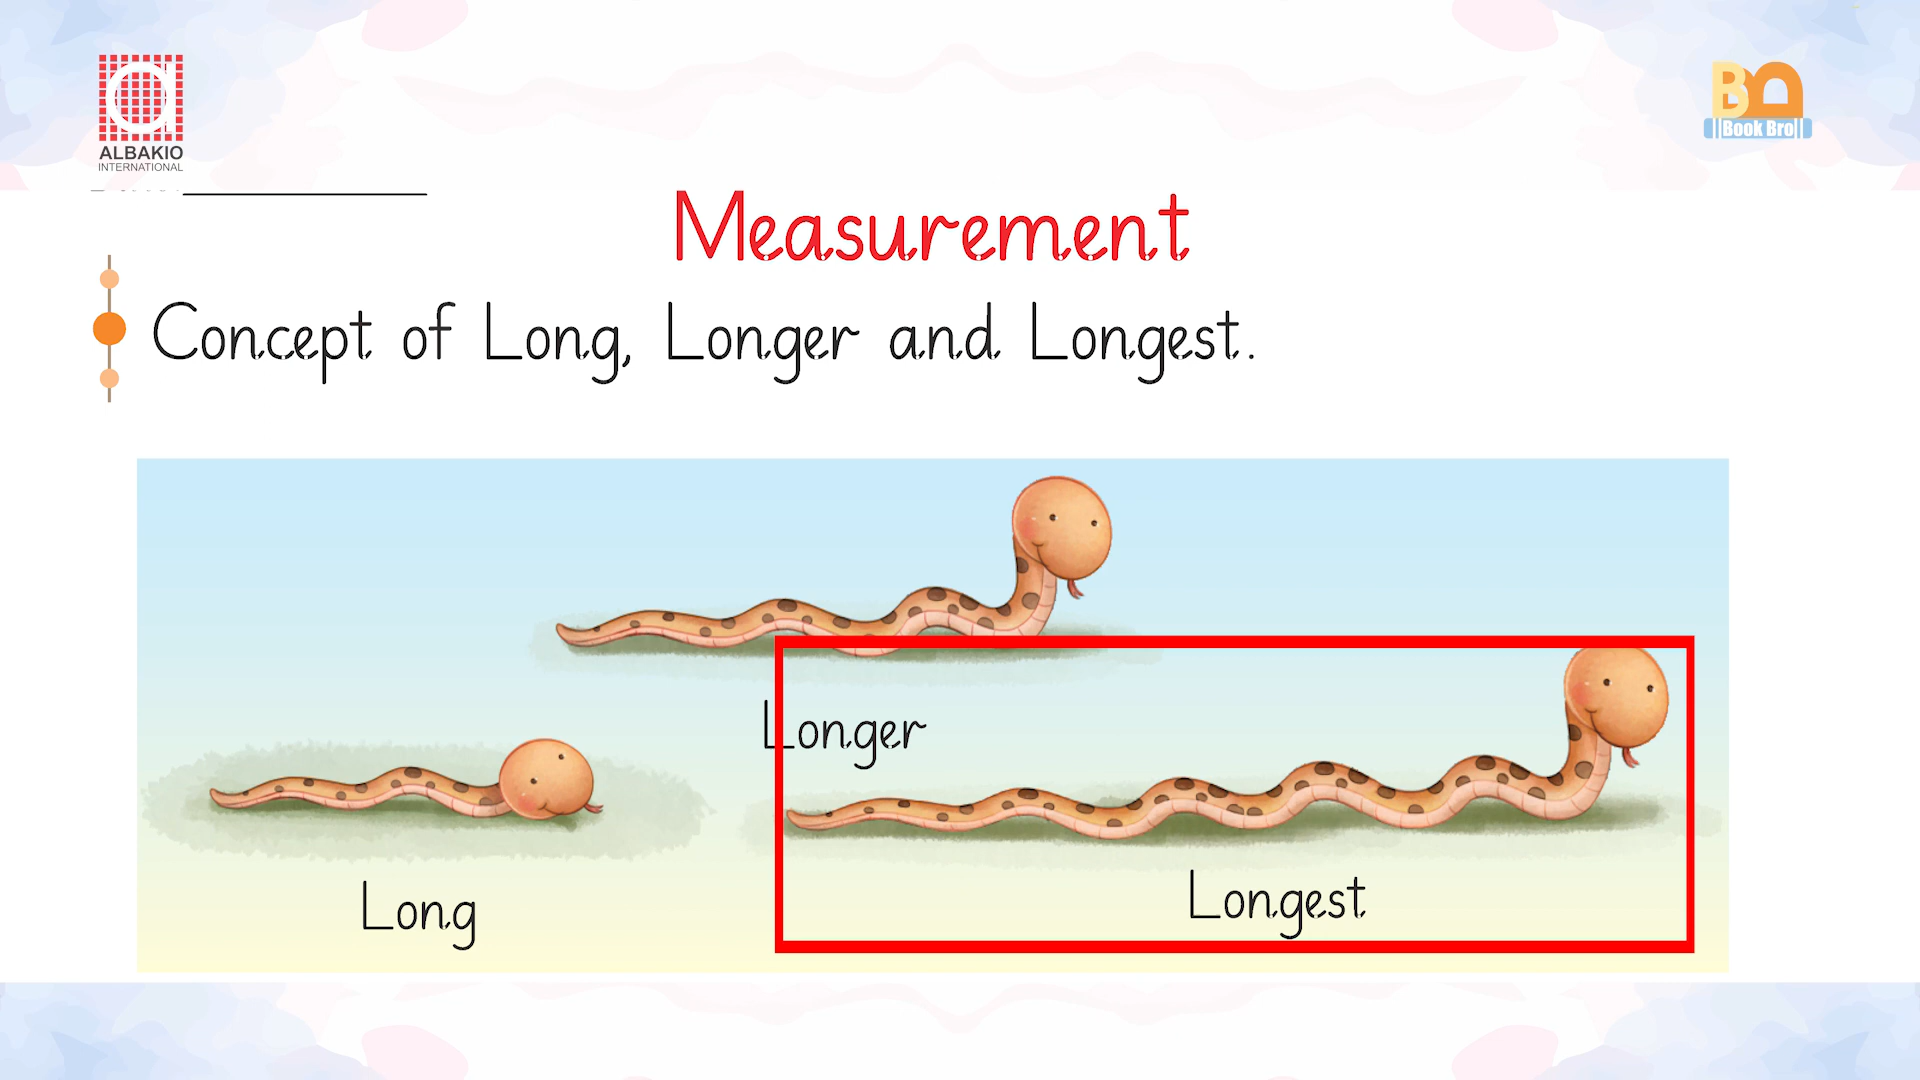 ALBAKIO
INTERNATIONAL
Book Bro
Measurement
Concept of Long, Longer and Longest.
Longer
Long
Longest